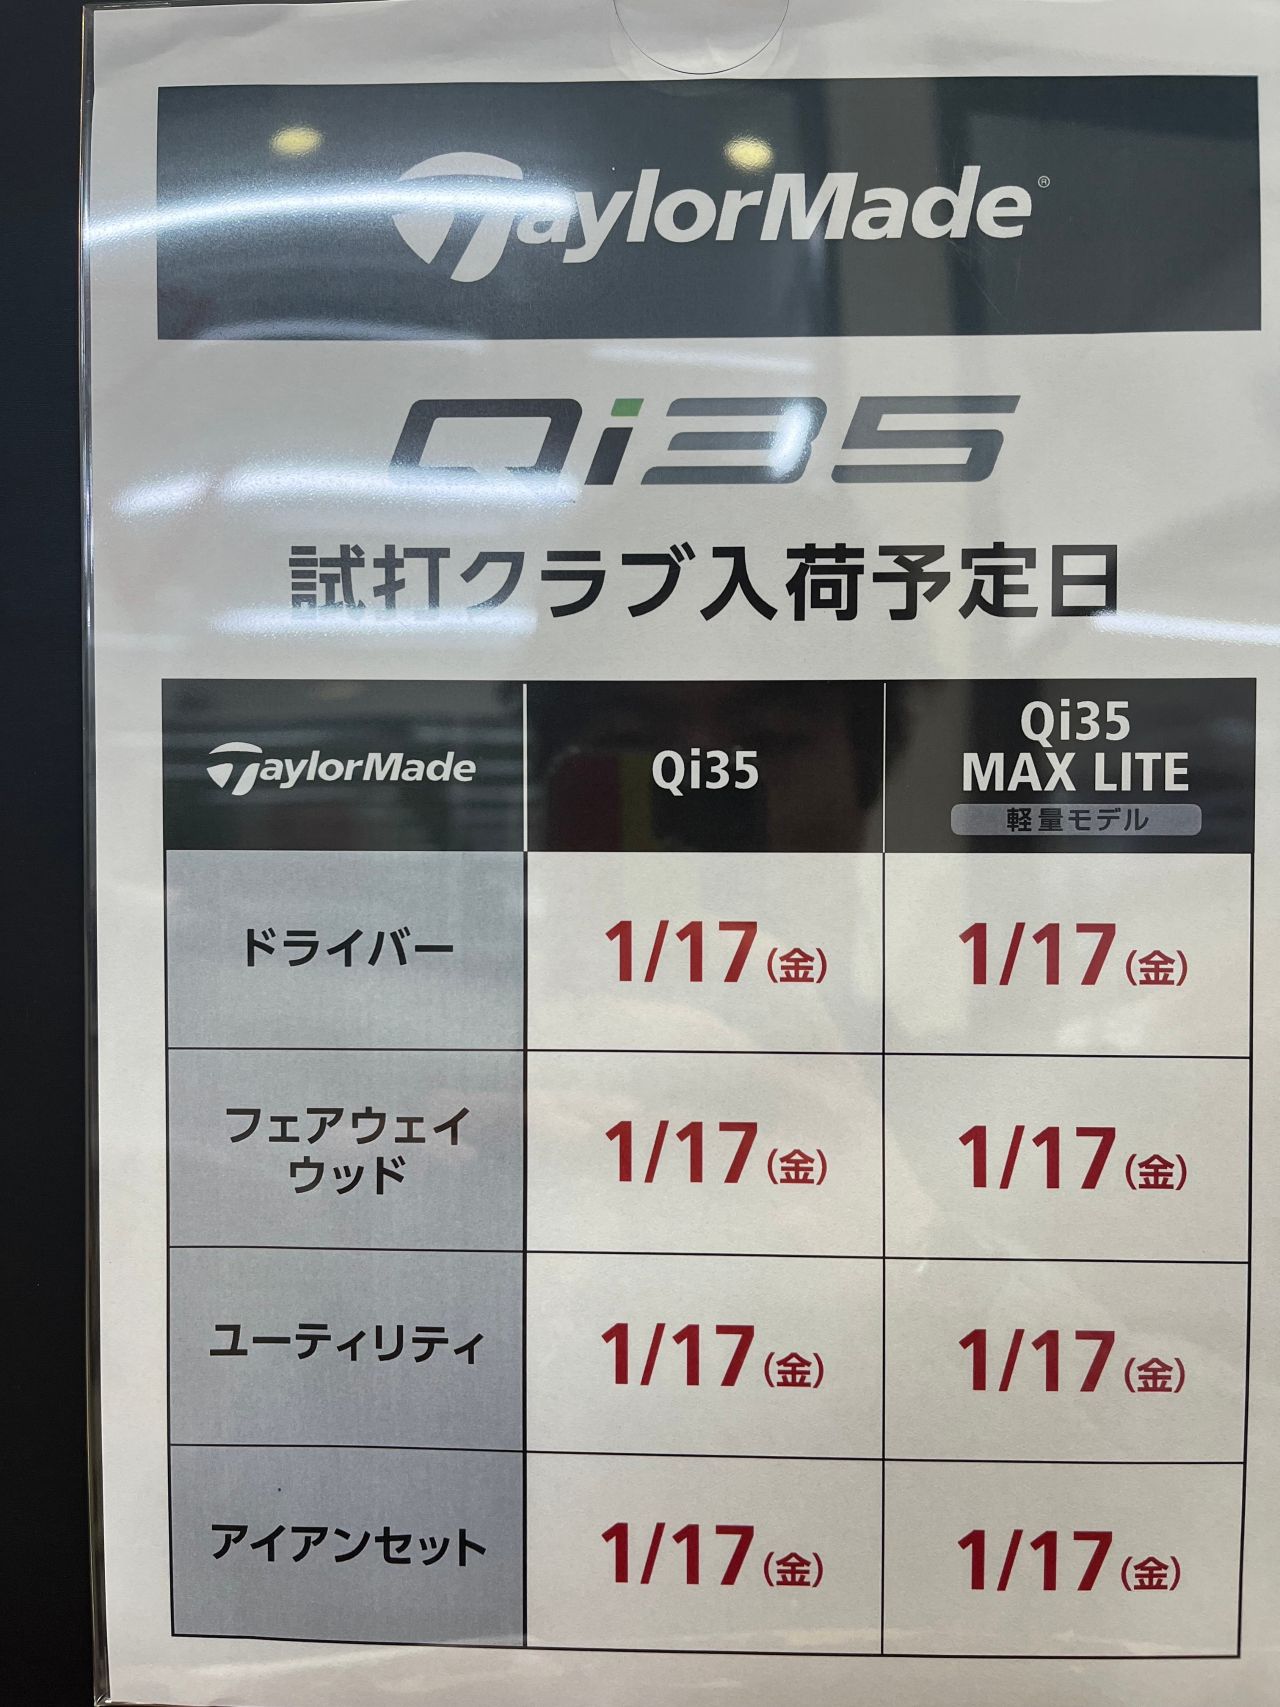 TaylorMade®
Qi35
試打クラブ入荷予定日
TaylorMade
Qi35
Qi35
MAX LITE
軽量モデル
ドライバー
1/17(金)
1/17(金)
フェアウェイ
ウッド
1/17(金)
1/17(金)
ユーティリティ
1/17(金)
1/17(金)
アイアンセット
1/17(金)
1/17(金)